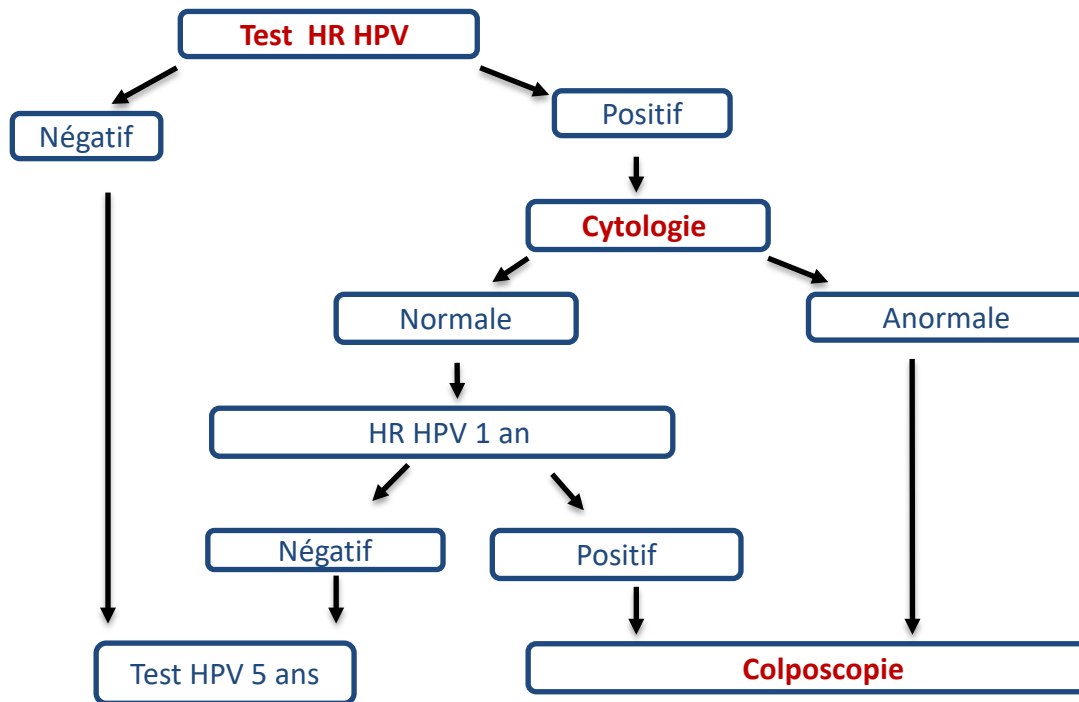 Test HR HPV
Négatif
Positif
Cytologie
Normale
Anormale
HR HPV 1 an
Négatif
Positif
Test HPV 5 ans
Colposcopie